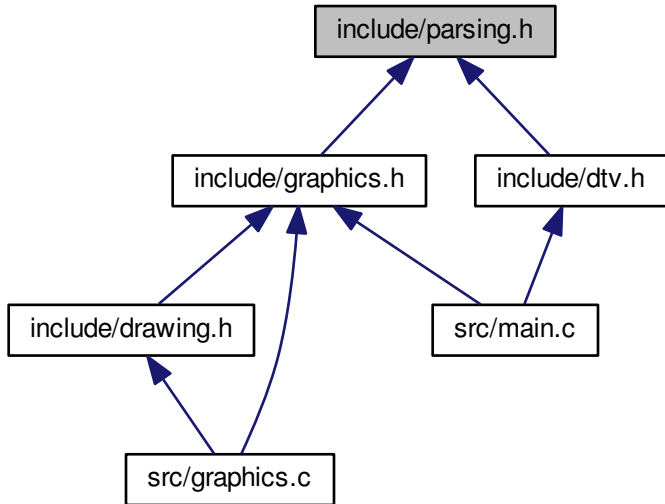 include/parsing.h
include/graphics.h
include/dtv.h
include/drawing.h
src/main.c
src/graphics.c